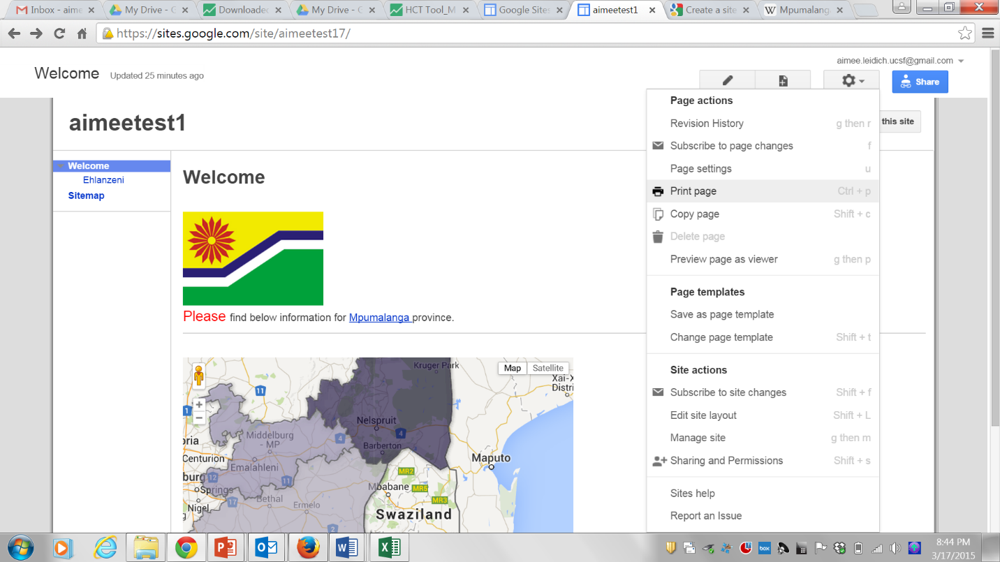 Inbox - aime
My Drive - G
Downloaded
My Drive - G
HCT Tool_M
Google Sites
aimeetest1
Create a site
Mpumalang
https://sites.google.com/site/aimeetest17/
aimee.leidich.ucsf@gmail.com
Welcome Updated 25 minutes ago
Share
aimeetest1
this site
Welcome
Ehlanzeni
Sitemap
Welcome
Please find below information for Mpumalanga province.
Map Satellite
Kruger Park
Xai-X
Distri
11
1
Nelspruit
4
Middelburg
- MP
4
Barberton
oria
Centurion
Emalahleni
Maputo
MR2
burg
12
11
Springs
Mbabane
MR5
17
Bethal
Ermelo
MR3
Nigel
Swaziland
2
Page actions
Revision History g then r
Subscribe to page changes f
Page settings u
Print page Ctrl + p
Copy page Shift + c
Delete page
Preview page as viewer g then p
Page templates
Save as page template
Change page template Shift + t
Site actions
Subscribe to site changes Shift + f
Edit site layout Shift + L
Manage site g then m
Sharing and Permissions Shift + s
Sites help
Report an Issue
8:44 PM
3/17/2015